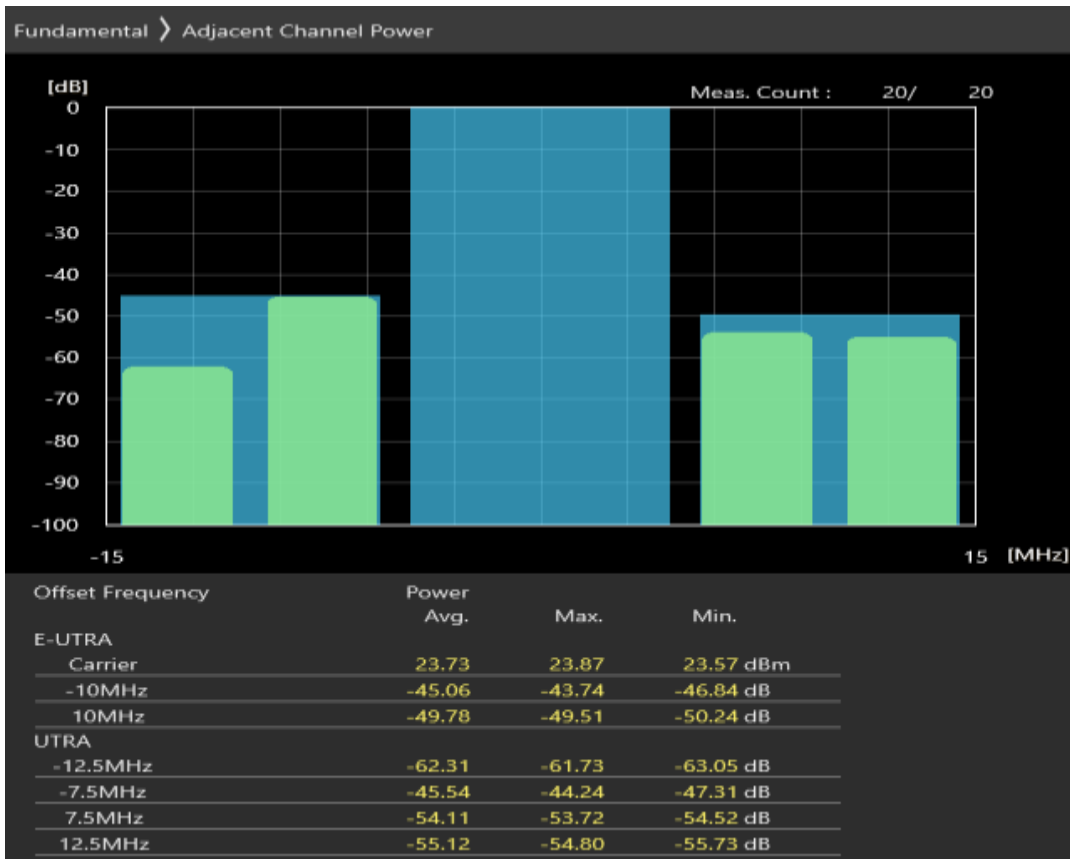 Fundamental 〉 Adjacent Channel Power
[dB]
Meas. Count : 20/ 20
0
-10
-20
-30
-40
-50
-60
-70
-80
-90
-100
-15 15 [MHz]
Offset Frequency Power
Avg. Max. Min.
E-UTRA
Carrier 23.73 23.87 23.57 dBm
-10MHz -45.06 -43.74 -46.84 dB
10MHz -49.78 -49.51 -50.24 dB
UTRA
-12.5MHz -62.31 -61.73 -63.05 dB
-7.5MHz -45.54 -44.24 -47.31 dB
7.5MHz -54.11 -53.72 -54.52 dB
12.5MHz -55.12 -54.80 -55.73 dB